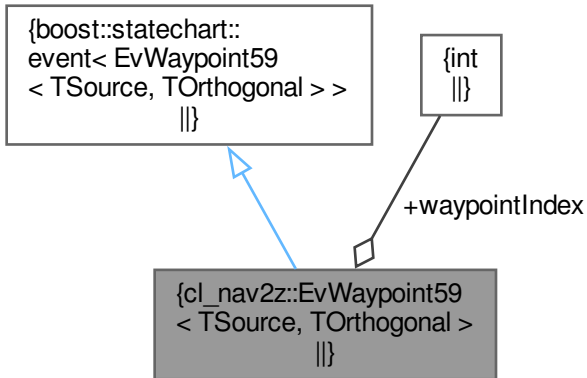 {boost::statechart::
event< EvWaypoint59
< TSource, TOrthogonal > >
||}
{int
||}
+waypointIndex
{cl_nav2z::EvWaypoint59
< TSource, TOrthogonal >
||}